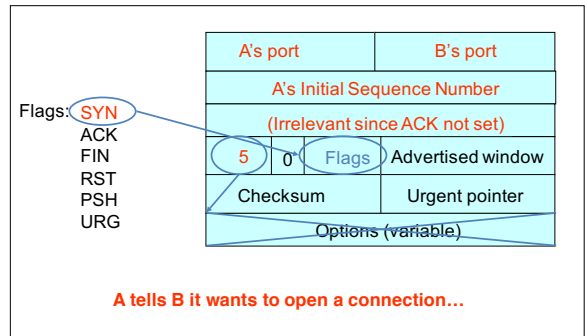 A's port B's port
A's Initial Sequence Number
Flags: SYN (Irrelevant since ACK not set)
ACK
5 0 Flags Advertised window
FIN
RST
PSH Checksum Urgent pointer
URG
Options (variable)
A tells B it wants to open a connection…